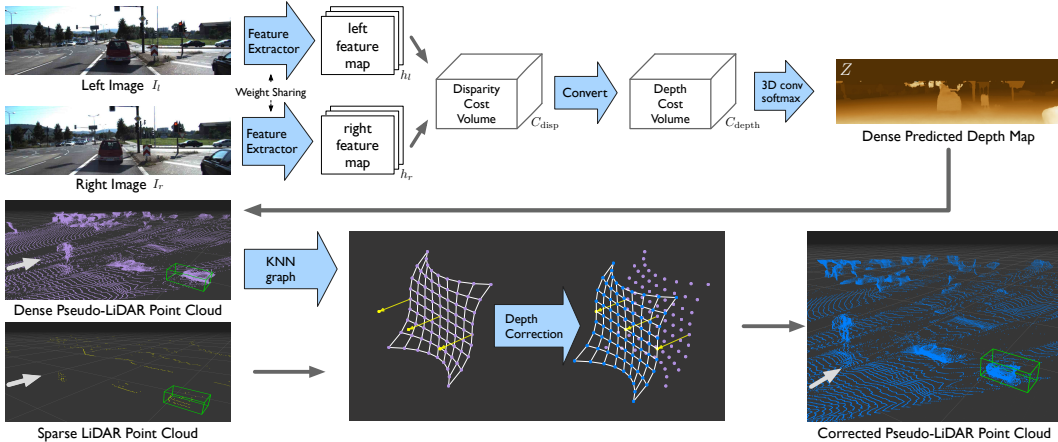 Left Image I_l
Feature
Extractor
left
feature
map
h_l
Weight Sharing
Right Image I_r
Feature
Extractor
right
feature
map
h_r
Disparity
Cost
Volume
C_disp
Convert
Depth
Cost
Volume
C_depth
3D conv
softmax
Z
Dense Predicted Depth Map
Dense Pseudo-LiDAR Point Cloud
KNN
graph
Depth
Correction
Sparse LiDAR Point Cloud
Corrected Pseudo-LiDAR Point Cloud